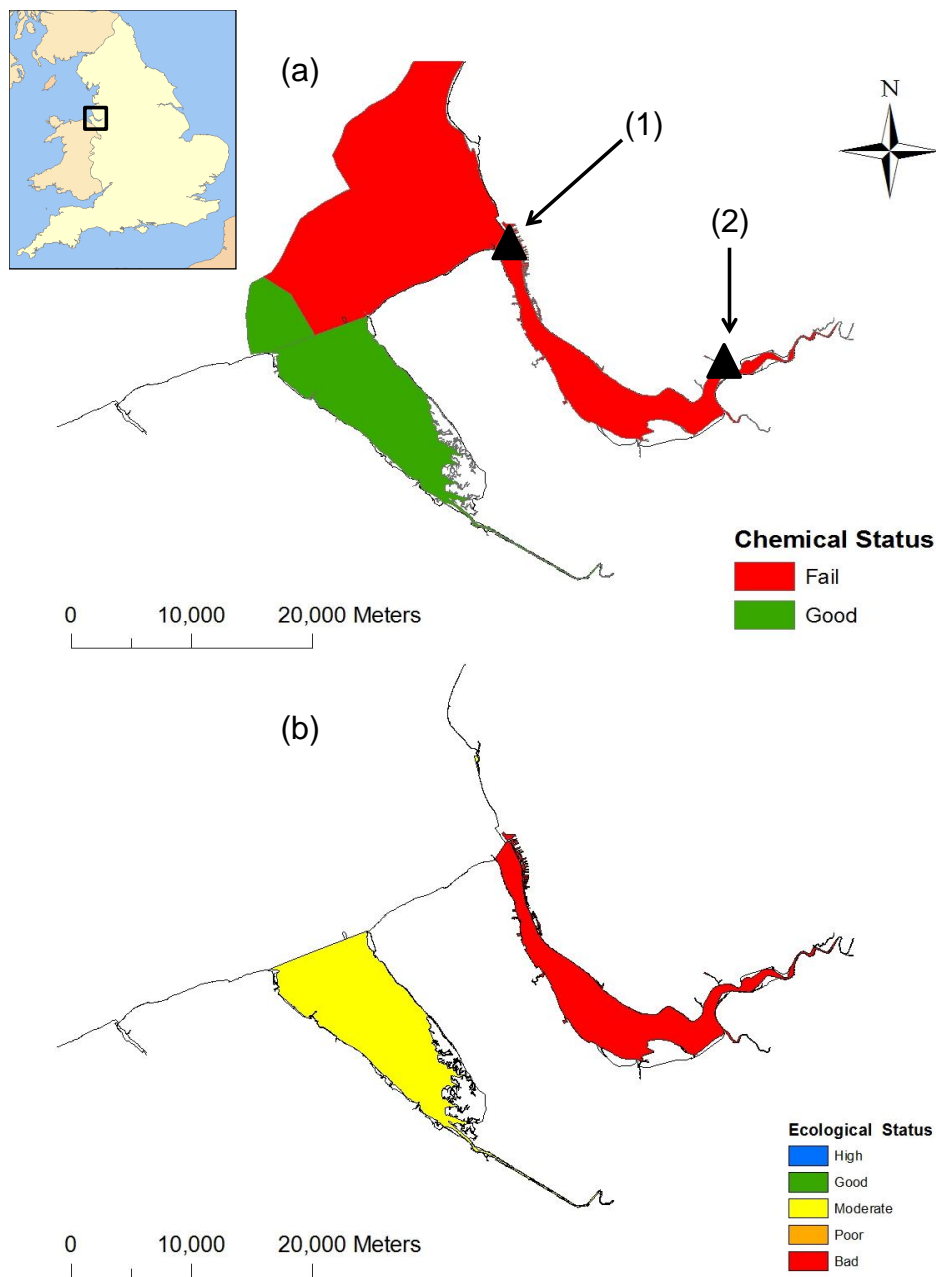 (a)
N
(1)
(2)
Chemical Status
Fail
Good
0 10,000 20,000 Meters
(b)
Ecological Status
High
Good
Moderate
Poor
Bad
0 10,000 20,000 Meters